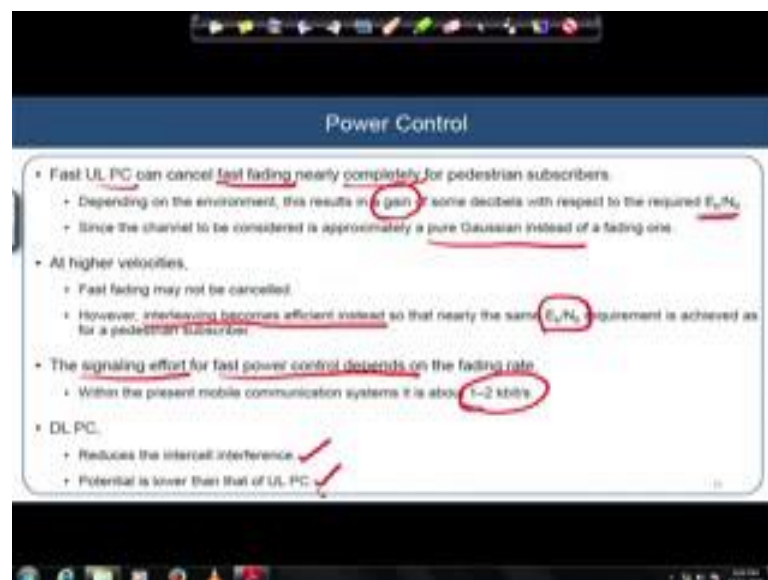 Power Control
• Fast UL PC can cancel fast fading nearly completely for pedestrian subscribers.
• Depending on the environment, this results in a gain of some decibels with respect to the required Eb/N0
• Since the channel to be considered is approximately a pure Gaussian instead of a fading one.
• At higher velocities,
• Fast fading may not be cancelled
• However, interleaving becomes efficient instead so that nearly the same Eb/N0 requirement is achieved as
for a pedestrian subscriber
• The signaling effort for fast power control depends on the fading rate
• Within the present mobile communication systems it is about 1–2 kbit/s
• DL PC,
• Reduces the intercell interference
• Potential is lower than that of UL PC